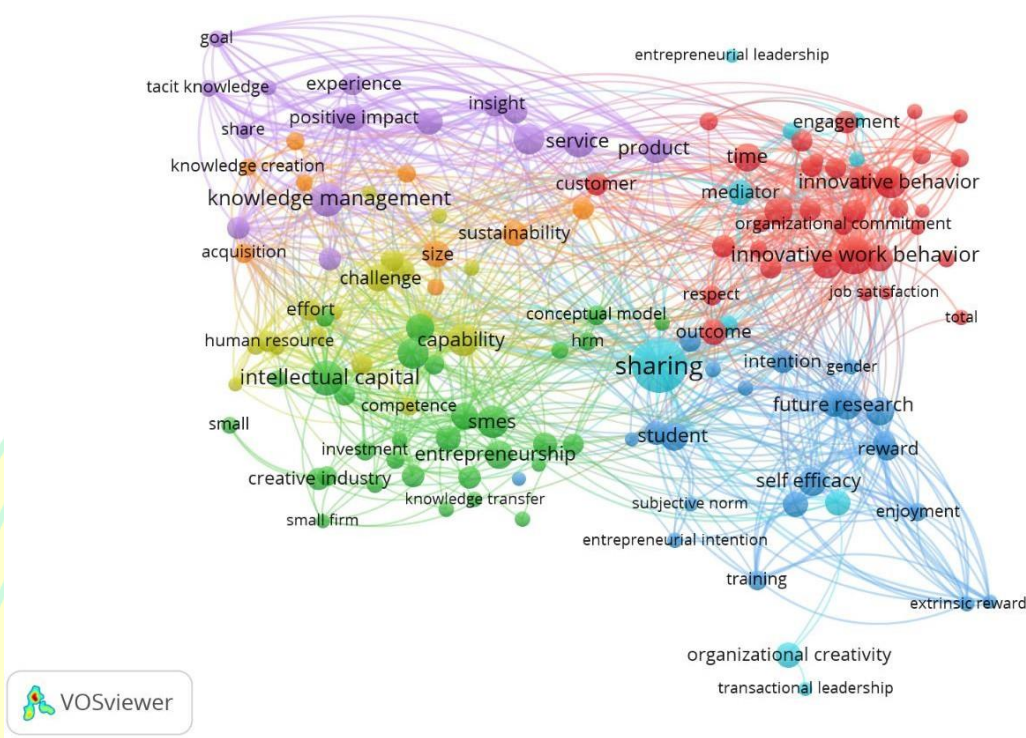 goal
entrepreneurial leadership
tacit knowledge
experience
insight
positive impact
share
service
product
engagement
time
knowledge creation
customer
mediator
innovative behavior
knowledge management
organizational commitment
sustainability
acquisition
size
innovative work behavior
challenge
job satisfaction
respect
effort
conceptual model
total
outcome
human resource
capability
hrm
sharing
intention
gender
intellectual capital
competence
future research
small
smes
student
investment
entrepreneurship
reward
creative industry
self efficacy
knowledge transfer
subjective norm
enjoyment
small firm
entrepreneurial intention
training
extrinsic reward
organizational creativity
transactional leadership
VOSviewer